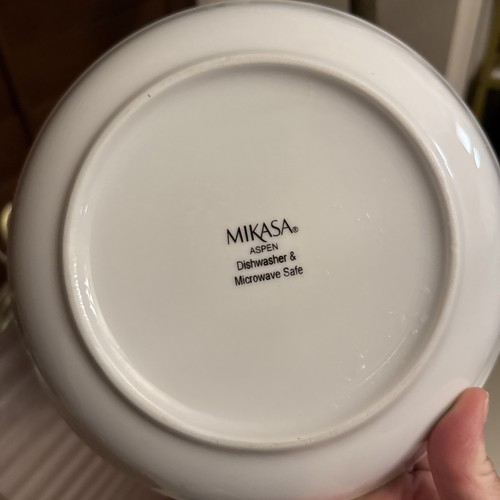 MIKASA®
ASPEN
Dishwasher &
Microwave Safe